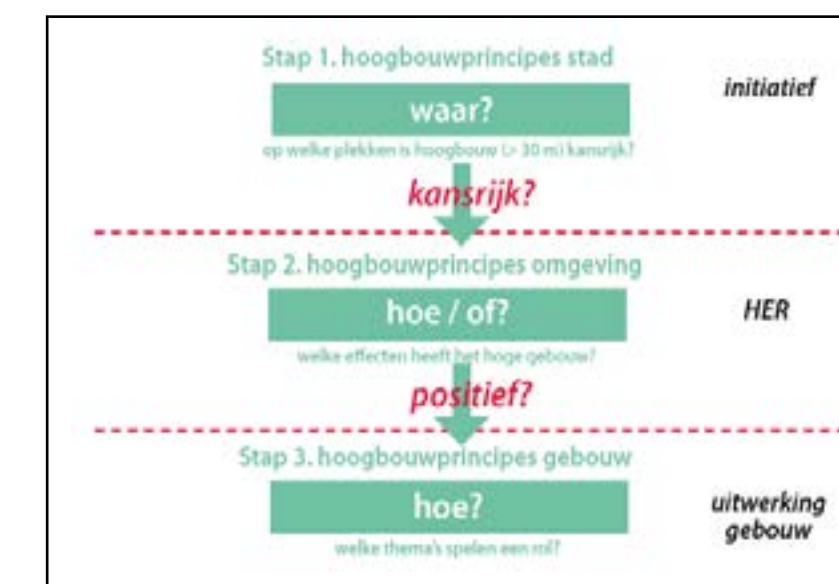 Stap 1. hoogbouwprincipes stad
initiatief
waar?
op welke plekken is hoogbouw (> 30 m) kansrijk?
kansrijk?
Stap 2. hoogbouwprincipes omgeving
hoe / of?
HER
welke effecten heeft het hoge gebouw?
positief?
Stap 3. hoogbouwprincipes gebouw
hoe?
uitwerking
gebouw
welke thema's spelen een rol?